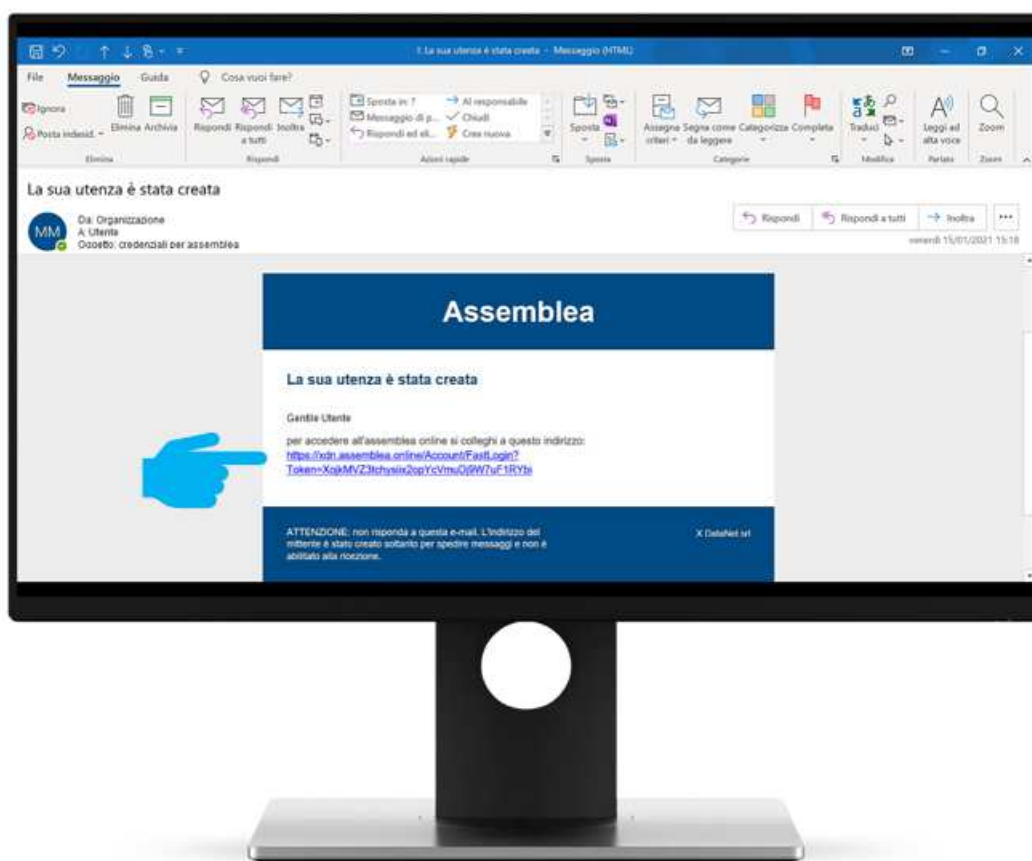 1 La sua utenza è stata creata - Messaggio (HTML)
File Messaggio Guida Cosa vuoi fare?
Ignora
Posta indesid.
Elimina Archivia
Rispondi Rispondi a tutti Inoltra
Sposta in: ? Al responsabile
Messaggio di p... Chiudi
Rispondi ed eli... Crea nuova
Sposta
Assegna criteri Segna come da leggere Categorizza Completa
Traduci
Leggi ad alta voce
Zoom
Elimina Rispondi Azioni rapide Sposta Categorie Modifica Parlato Zoom
La sua utenza è stata creata
MM
Da: Organizzazione
A: Utente
Oggetto: credenziali per assemblea
Rispondi Rispondi a tutti Inoltra
venerdì 15/01/2021 15:18
Assemblea
La sua utenza è stata creata
Gentile Utente
per accedere all'assemblea online si colleghi a questo indirizzo:
https://xdn.assemblea.online/Account/FastLogin?
ATTENZIONE: non risponda a questa e-mail. L'indirizzo del
mittente è stato creato soltanto per spedire messaggi e non è
abilitato alla ricezione.
X DataNet srl